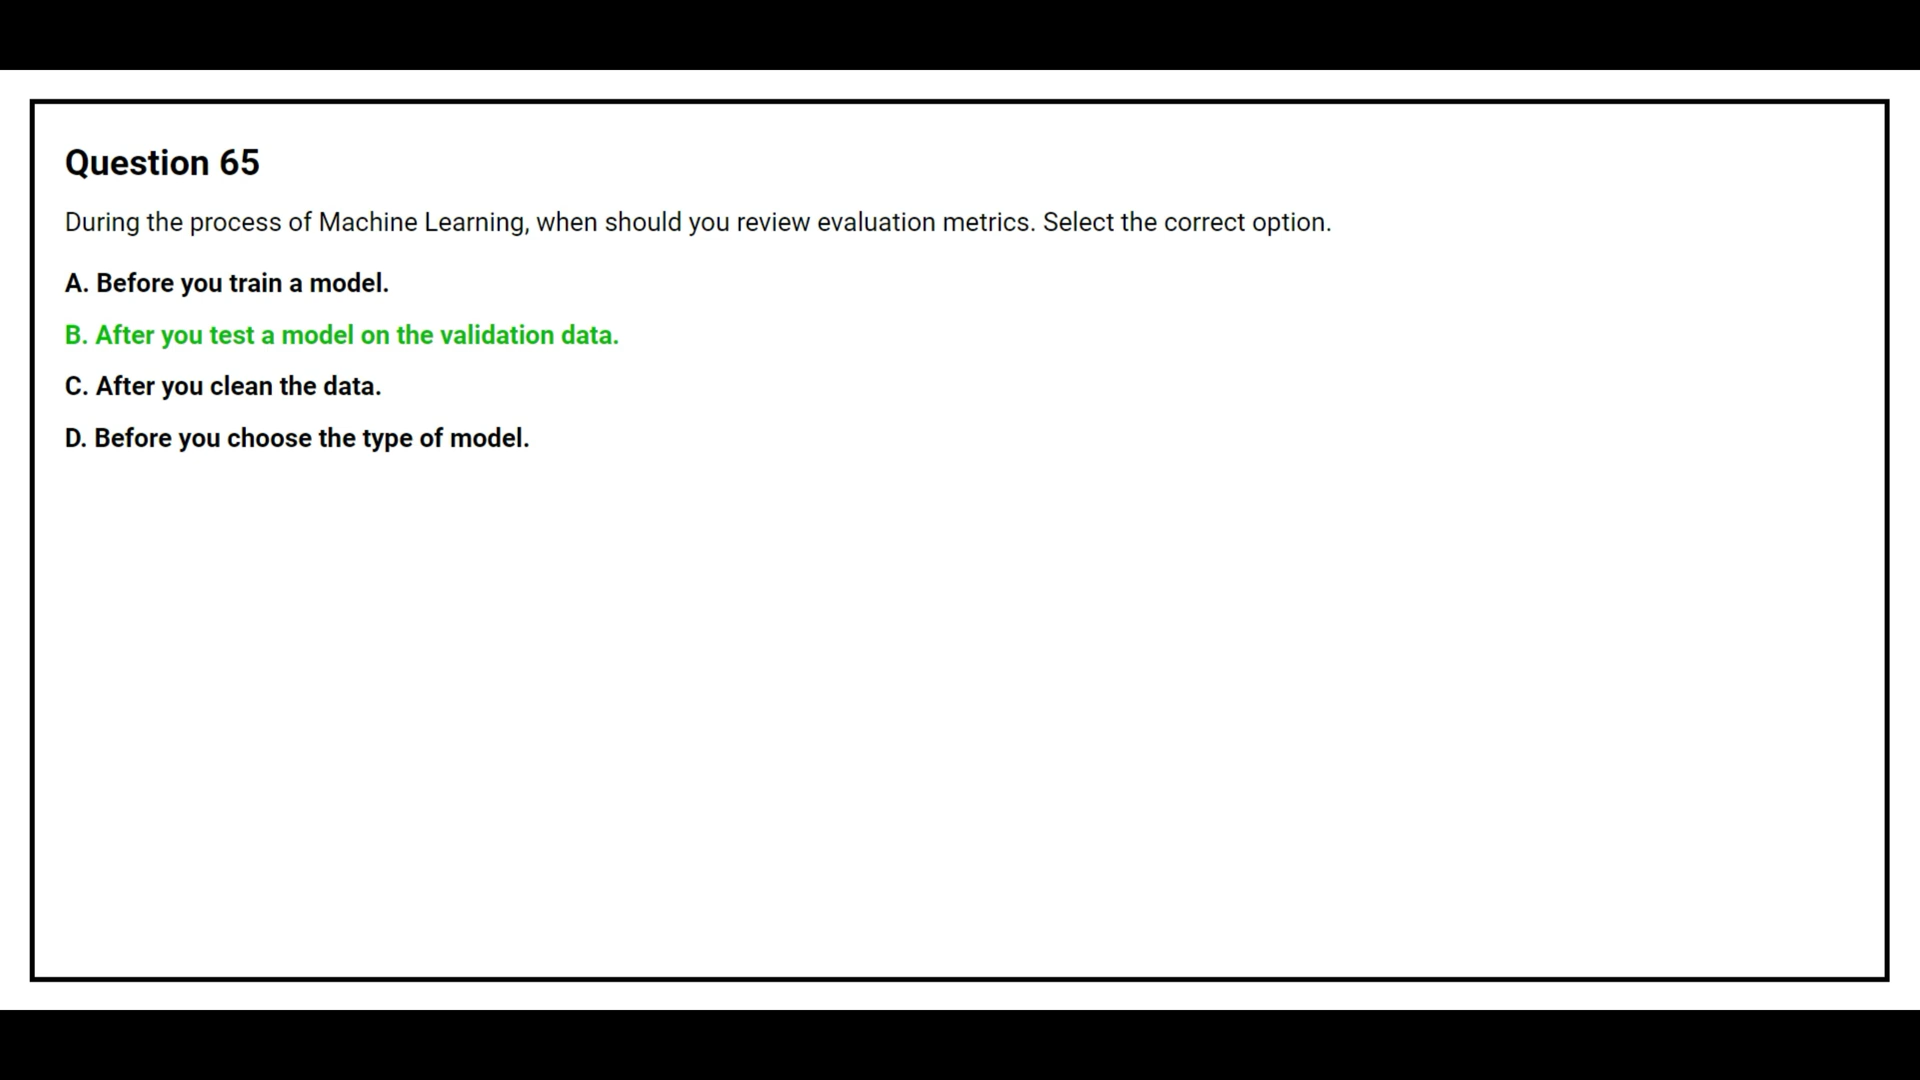 Question 65
During the process of Machine Learning, when should you review evaluation metrics. Select the correct option.
A. Before you train a model.
B. After you test a model on the validation data.
C. After you clean the data.
D. Before you choose the type of model.